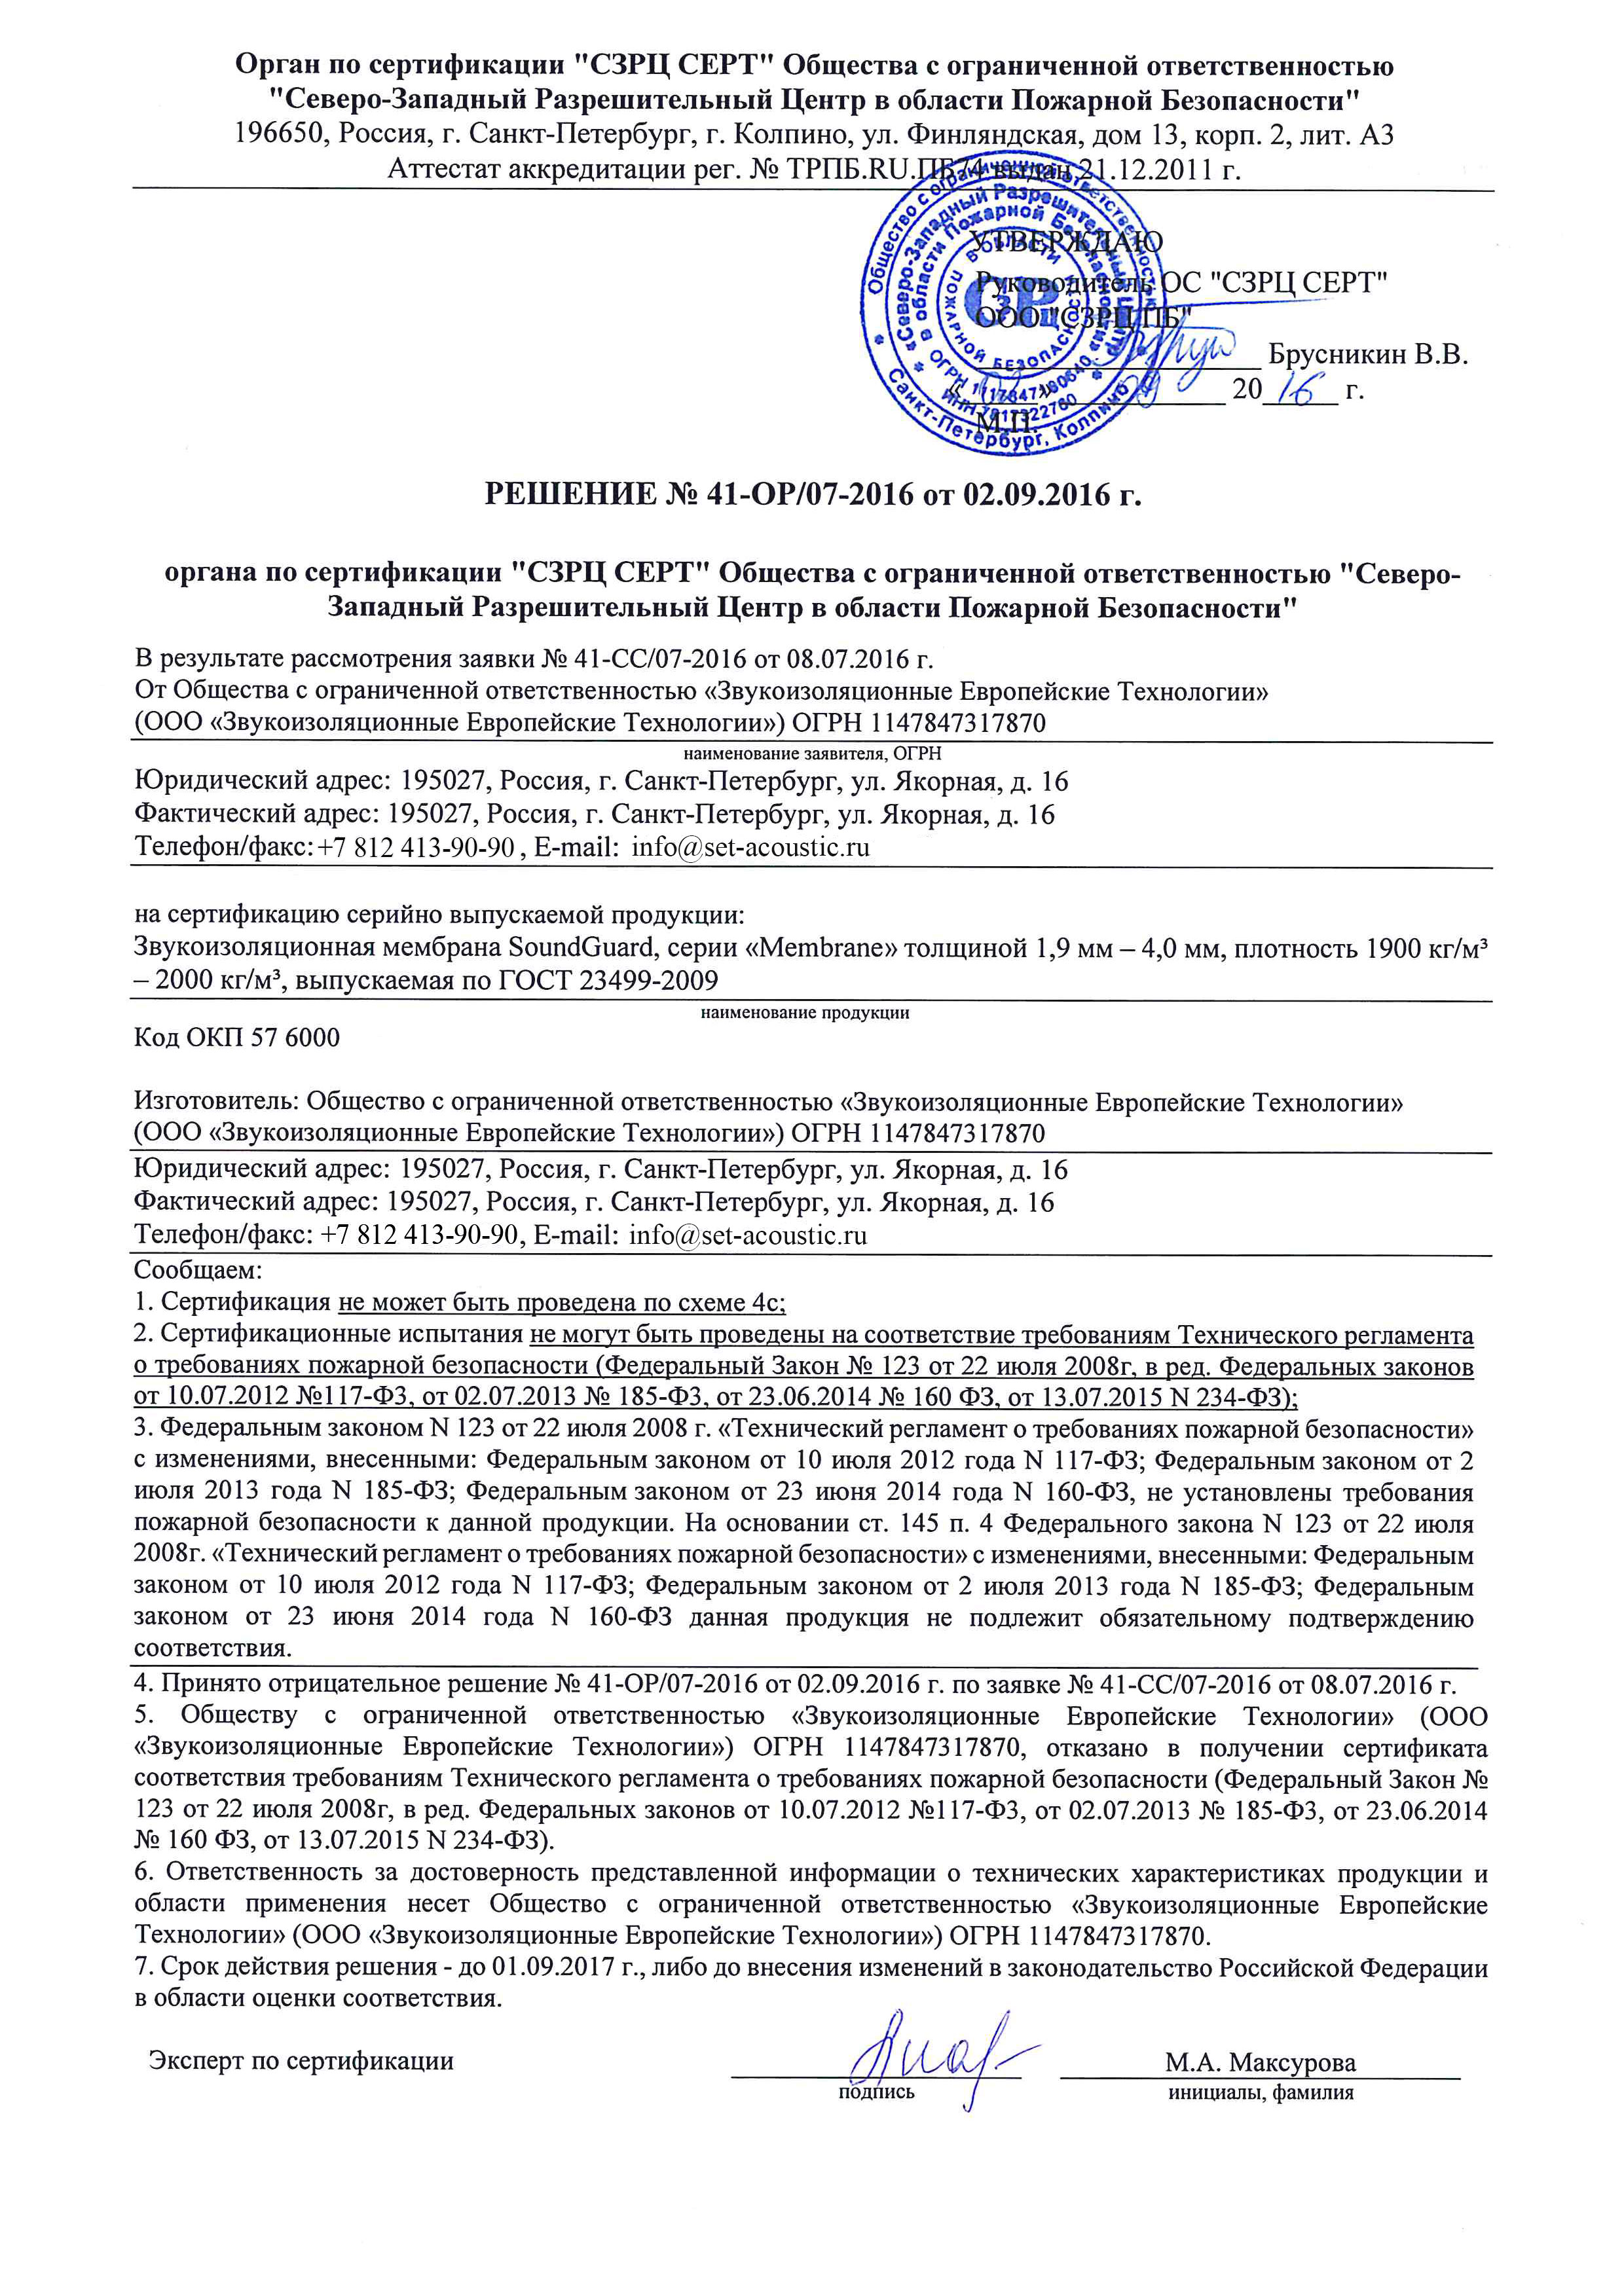 Орган по сертификации "СЗРЦ СЕРТ" Общества с ограниченной ответственностью
"Северо-Западный Разрешительный Центр в области Пожарной Безопасности"
196650, Россия, г. Санкт-Петербург, г. Колпино, ул. Финляндская, дом 13, корп. 2, лит. А3
Аттестат аккредитации рег. № ТРПБ.RU.ПБ74 выдан 21.12.2011 г.
УТВЕРЖДАЮ
Руководитель ОС "СЗРЦ СЕРТ"
ООО "СЗРЦ ПБ"
Брусникин В.В.
«02» 09 2016 г.
М.П.
Общество с ограниченной ответственностью
«Северо-Западный Разрешительный Центр
в области Пожарной Безопасности»
В ОБЛАСТИ ПОЖАРНОЙ БЕЗОПАСНОСТИ
СЗРЦ
Санкт-Петербург, Колпино
РЕШЕНИЕ № 41-ОР/07-2016 от 02.09.2016 г.
органа по сертификации "СЗРЦ СЕРТ" Общества с ограниченной ответственностью "Северо-
Западный Разрешительный Центр в области Пожарной Безопасности"
В результате рассмотрения заявки № 41-СС/07-2016 от 08.07.2016 г.
От Общества с ограниченной ответственностью «Звукоизоляционные Европейские Технологии»
(ООО «Звукоизоляционные Европейские Технологии») ОГРН 1147847317870
наименование заявителя, ОГРН
Юридический адрес: 195027, Россия, г. Санкт-Петербург, ул. Якорная, д. 16
Фактический адрес: 195027, Россия, г. Санкт-Петербург, ул. Якорная, д. 16
Телефон/факс: +7 812 413-90-90 , E-mail: info@set-acoustic.ru
на сертификацию серийно выпускаемой продукции:
Звукоизоляционная мембрана SoundGuard, серии «Membrane» толщиной 1,9 мм – 4,0 мм, плотность 1900 кг/м³
– 2000 кг/м³, выпускаемая по ГОСТ 23499-2009
наименование продукции
Код ОКП 57 6000
Изготовитель: Общество с ограниченной ответственностью «Звукоизоляционные Европейские Технологии»
(ООО «Звукоизоляционные Европейские Технологии») ОГРН 1147847317870
Юридический адрес: 195027, Россия, г. Санкт-Петербург, ул. Якорная, д. 16
Фактический адрес: 195027, Россия, г. Санкт-Петербург, ул. Якорная, д. 16
Телефон/факс: +7 812 413-90-90, E-mail: info@set-acoustic.ru
Сообщаем:
1. Сертификация не может быть проведена по схеме 4с;
2. Сертификационные испытания не могут быть проведены на соответствие требованиям Технического регламента
о требованиях пожарной безопасности (Федеральный Закон № 123 от 22 июля 2008г, в ред. Федеральных законов
от 10.07.2012 №117-ФЗ, от 02.07.2013 № 185-ФЗ, от 23.06.2014 № 160 ФЗ, от 13.07.2015 N 234-ФЗ);
3. Федеральным законом N 123 от 22 июля 2008 г. «Технический регламент о требованиях пожарной безопасности»
с изменениями, внесенными: Федеральным законом от 10 июля 2012 года N 117-ФЗ; Федеральным законом от 2
июля 2013 года N 185-ФЗ; Федеральным законом от 23 июня 2014 года N 160-ФЗ, не установлены требования
пожарной безопасности к данной продукции. На основании ст. 145 п. 4 Федерального закона N 123 от 22 июля
2008г. «Технический регламент о требованиях пожарной безопасности» с изменениями, внесенными: Федеральным
законом от 10 июля 2012 года N 117-ФЗ; Федеральным законом от 2 июля 2013 года N 185-ФЗ; Федеральным
законом от 23 июня 2014 года N 160-ФЗ данная продукция не подлежит обязательному подтверждению
соответствия.
4. Принято отрицательное решение № 41-ОР/07-2016 от 02.09.2016 г. по заявке № 41-СС/07-2016 от 08.07.2016 г.
5. Обществу с ограниченной ответственностью «Звукоизоляционные Европейские Технологии» (ООО
«Звукоизоляционные Европейские Технологии») ОГРН 1147847317870, отказано в получении сертификата
соответствия требованиям Технического регламента о требованиях пожарной безопасности (Федеральный Закон №
123 от 22 июля 2008г, в ред. Федеральных законов от 10.07.2012 №117-ФЗ, от 02.07.2013 № 185-ФЗ, от 23.06.2014
№ 160 ФЗ, от 13.07.2015 N 234-ФЗ).
6. Ответственность за достоверность представленной информации о технических характеристиках продукции и
области применения несет Общество с ограниченной ответственностью «Звукоизоляционные Европейские
Технологии» (ООО «Звукоизоляционные Европейские Технологии») ОГРН 1147847317870.
7. Срок действия решения - до 01.09.2017 г., либо до внесения изменений в законодательство Российской Федерации
в области оценки соответствия.
Эксперт по сертификации
М.А. Максурова
подпись
инициалы, фамилия